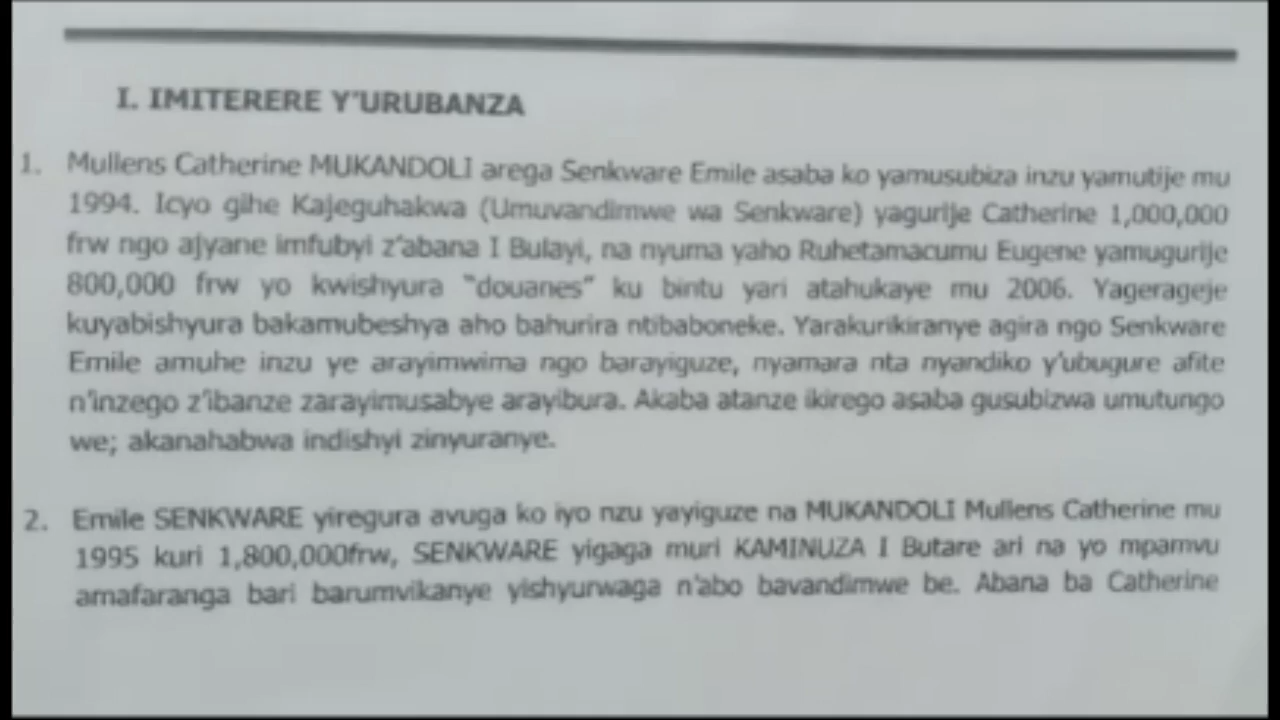 I. IMITERERE Y'URUBANZA
1. Mullens Catherine MUKANDOLI arega Senkware Emile asaba ko yamusubiza inzu yamutije mu
1994. Icyo gihe Kajeguhakwa (Umuvandimwe wa Senkware) yagurije Catherine 1,000,000
frw ngo ajyane imfubyi z'abana I Bulayi, na nyuma yaho Ruhetamacumu Eugene yamugurije
800,000 frw yo kwishyura "douanes" ku bintu yari atahukaye mu 2006. Yagerageje
kuyabishyura bakamubeshya aho bahurira ntibaboneke. Yarakurikiranye agira ngo Senkware
Emile amuhe inzu ye arayimwima ngo barayiguze, nyamara nta nyandiko y'ubugure afite
n'inzego z'ibanze zarayimusabye arayibura. Akaba atanze ikirego asaba gusubizwa umutungo
we; akanahabwa indishyi zinyuranye.
2. Emile SENKWARE yiregura avuga ko iyo nzu yayiguze na MUKANDOLI Mullens Catherine mu
1995 kuri 1,800,000frw, SENKWARE yigaga muri KAMINUZA I Butare ari na yo mpamvu
amafaranga bari barumvikanye yishyurwaga n'abo bavandimwe be. Abana ba Catherine